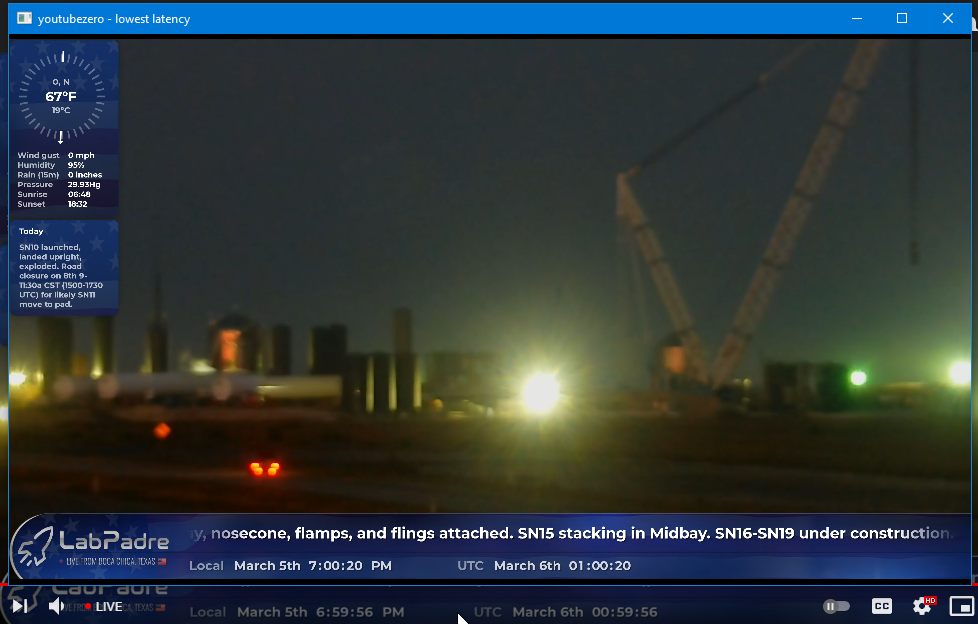 youtubezero - lowest latency
0, N
67°F
19°C
Wind gust 0 mph
Humidity 95%
Rain (15m) 0 inches
Pressure 29.93Hg
Sunrise 06:48
Sunset 18:32
Today
SN10 launched,
landed upright,
exploded. Road
closure on 8th 9-
11:30a CST (1500-1730
UTC) for likely SN11
move to pad.
y, nosecone, flamps, and flings attached. SN15 stacking in Midbay. SN16-SN19 under construction.
LabPadre
LIVE FROM BOCA CHICA, TEXAS
Local March 5th 7:00:20 PM UTC March 6th 01:00:20
LabPadre
LIVE
TEXAS
Local March 5th 6:59:56 PM UTC March 6th 00:59:56
CC
HD